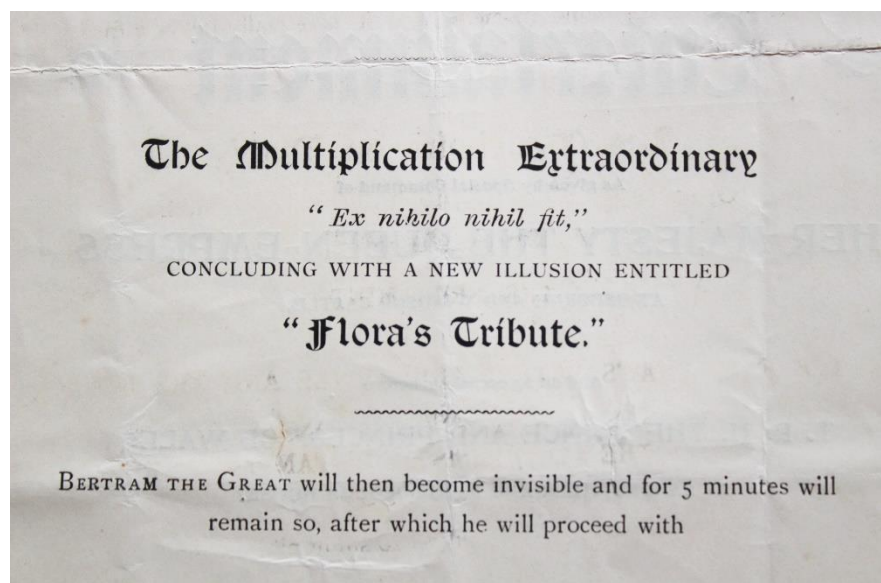 The Multiplication Extraordinary
“Ex nihilo nihil fit,”
CONCLUDING WITH A NEW ILLUSION ENTITLED
“Flora's Tribute.”
BERTRAM THE GREAT will then become invisible and for 5 minutes will
remain so, after which he will proceed with